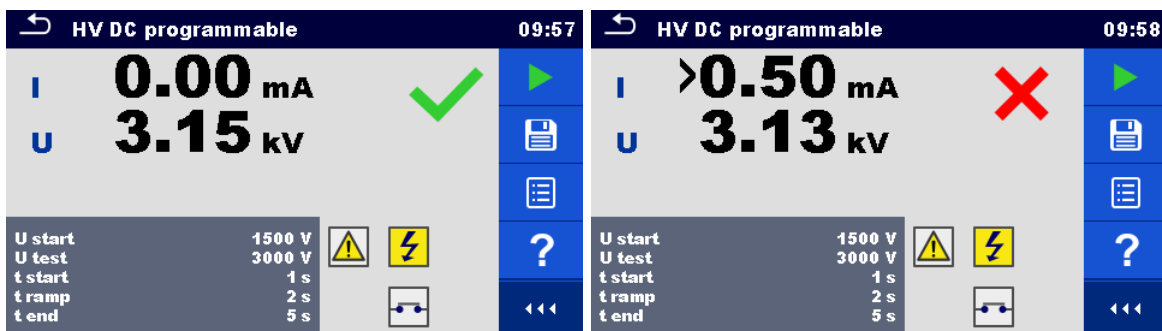 HV DC programmable 09:57
I 0.00 mA
U 3.15 kV
U start 1500 V
U test 3000 V
t start 1 s
t ramp 2 s
t end 5 s
?
HV DC programmable 09:58
I >0.50 mA
U 3.13 kV
U start 1500 V
U test 3000 V
t start 1 s
t ramp 2 s
t end 5 s
?